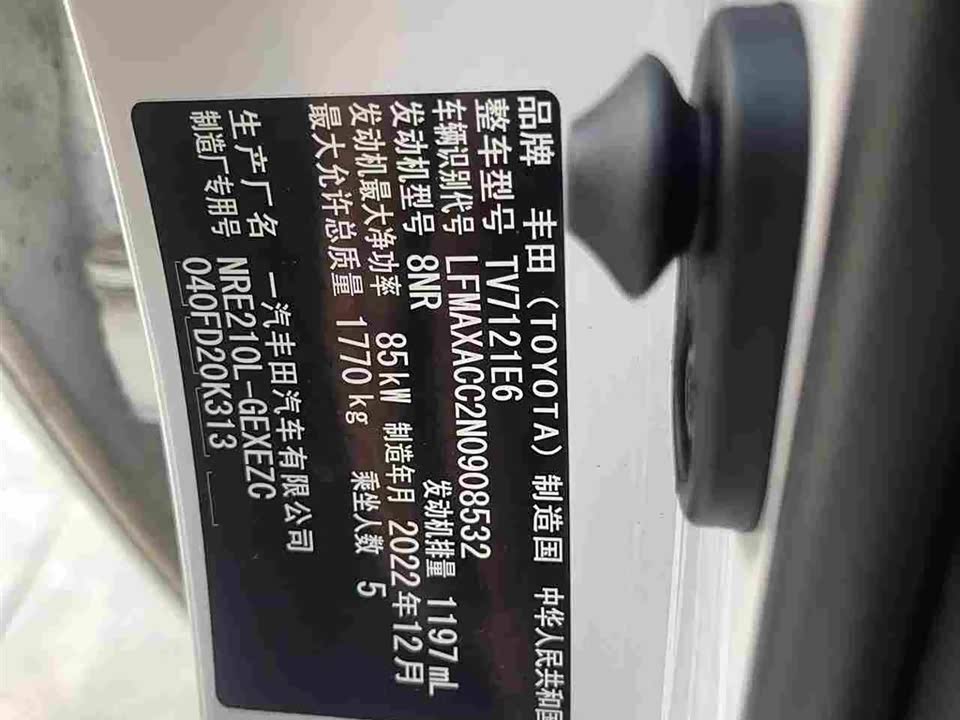 品牌 丰田（TOYOTA）制造国 中华人民共和国
整车型号 TV7121E6
车辆识别代号 LFMAXACC2N0908532
发动机型号 8NR 发动机排量 1197mL
发动机最大净功率 85kW 制造年月 2022年12月
最大允许总质量 1770kg 乘坐人数 5
生产厂名 一汽丰田汽车有限公司
制造厂专用号 NRE210L-GEXEZC
040FD20K313